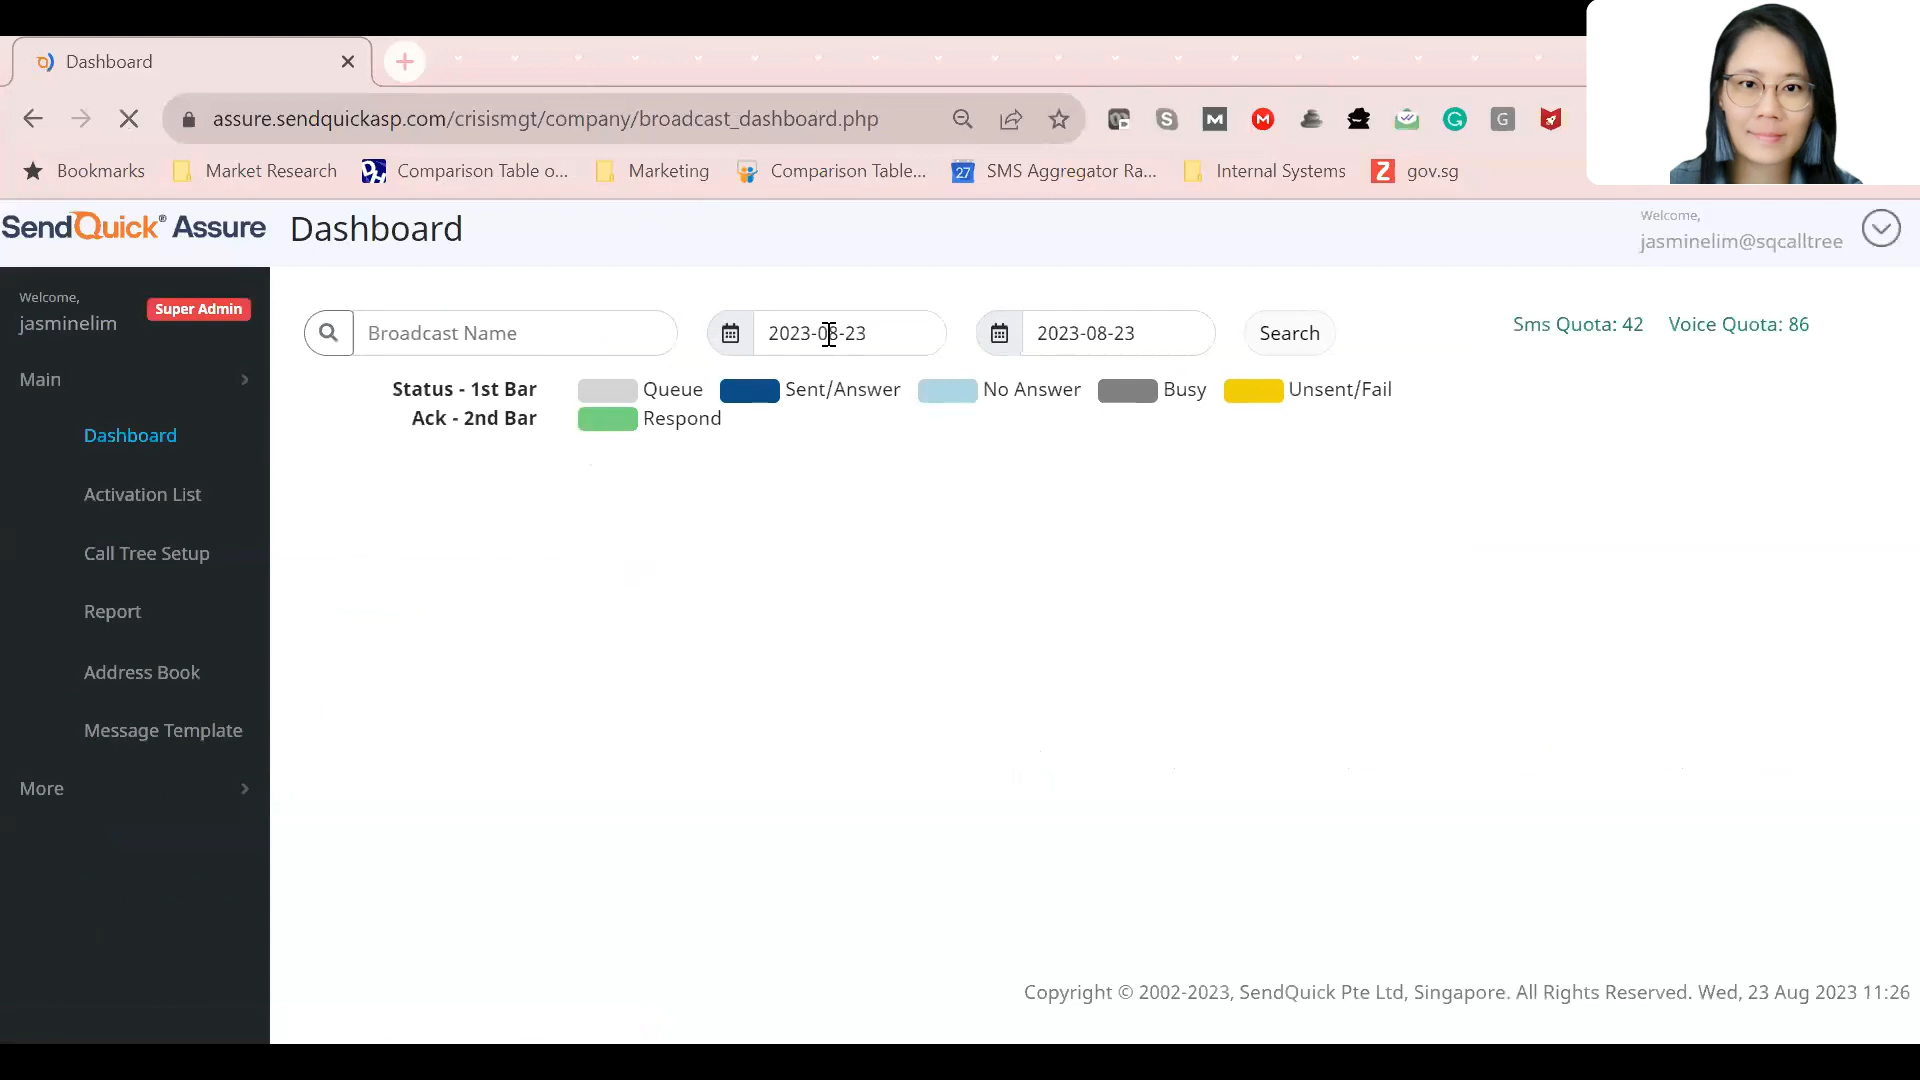 Dashboard
assure.sendquickasp.com/crisismgt/company/broadcast_dashboard.php
Bookmarks Market Research Comparison Table o... Marketing Comparison Table... 27 SMS Aggregator Ra... Internal Systems Z gov.sg
SendQuick® Assure Dashboard
Welcome,
jasminelim@sqcalltree
Welcome,
jasminelim Super Admin
Broadcast Name 2023-08-23 2023-08-23 Search Sms Quota: 42 Voice Quota: 86
Status - 1st Bar Queue Sent/Answer No Answer Busy Unsent/Fail
Ack - 2nd Bar Respond
Main
Dashboard
Activation List
Call Tree Setup
Report
Address Book
Message Template
More
Copyright © 2002-2023, SendQuick Pte Ltd, Singapore. All Rights Reserved. Wed, 23 Aug 2023 11:26